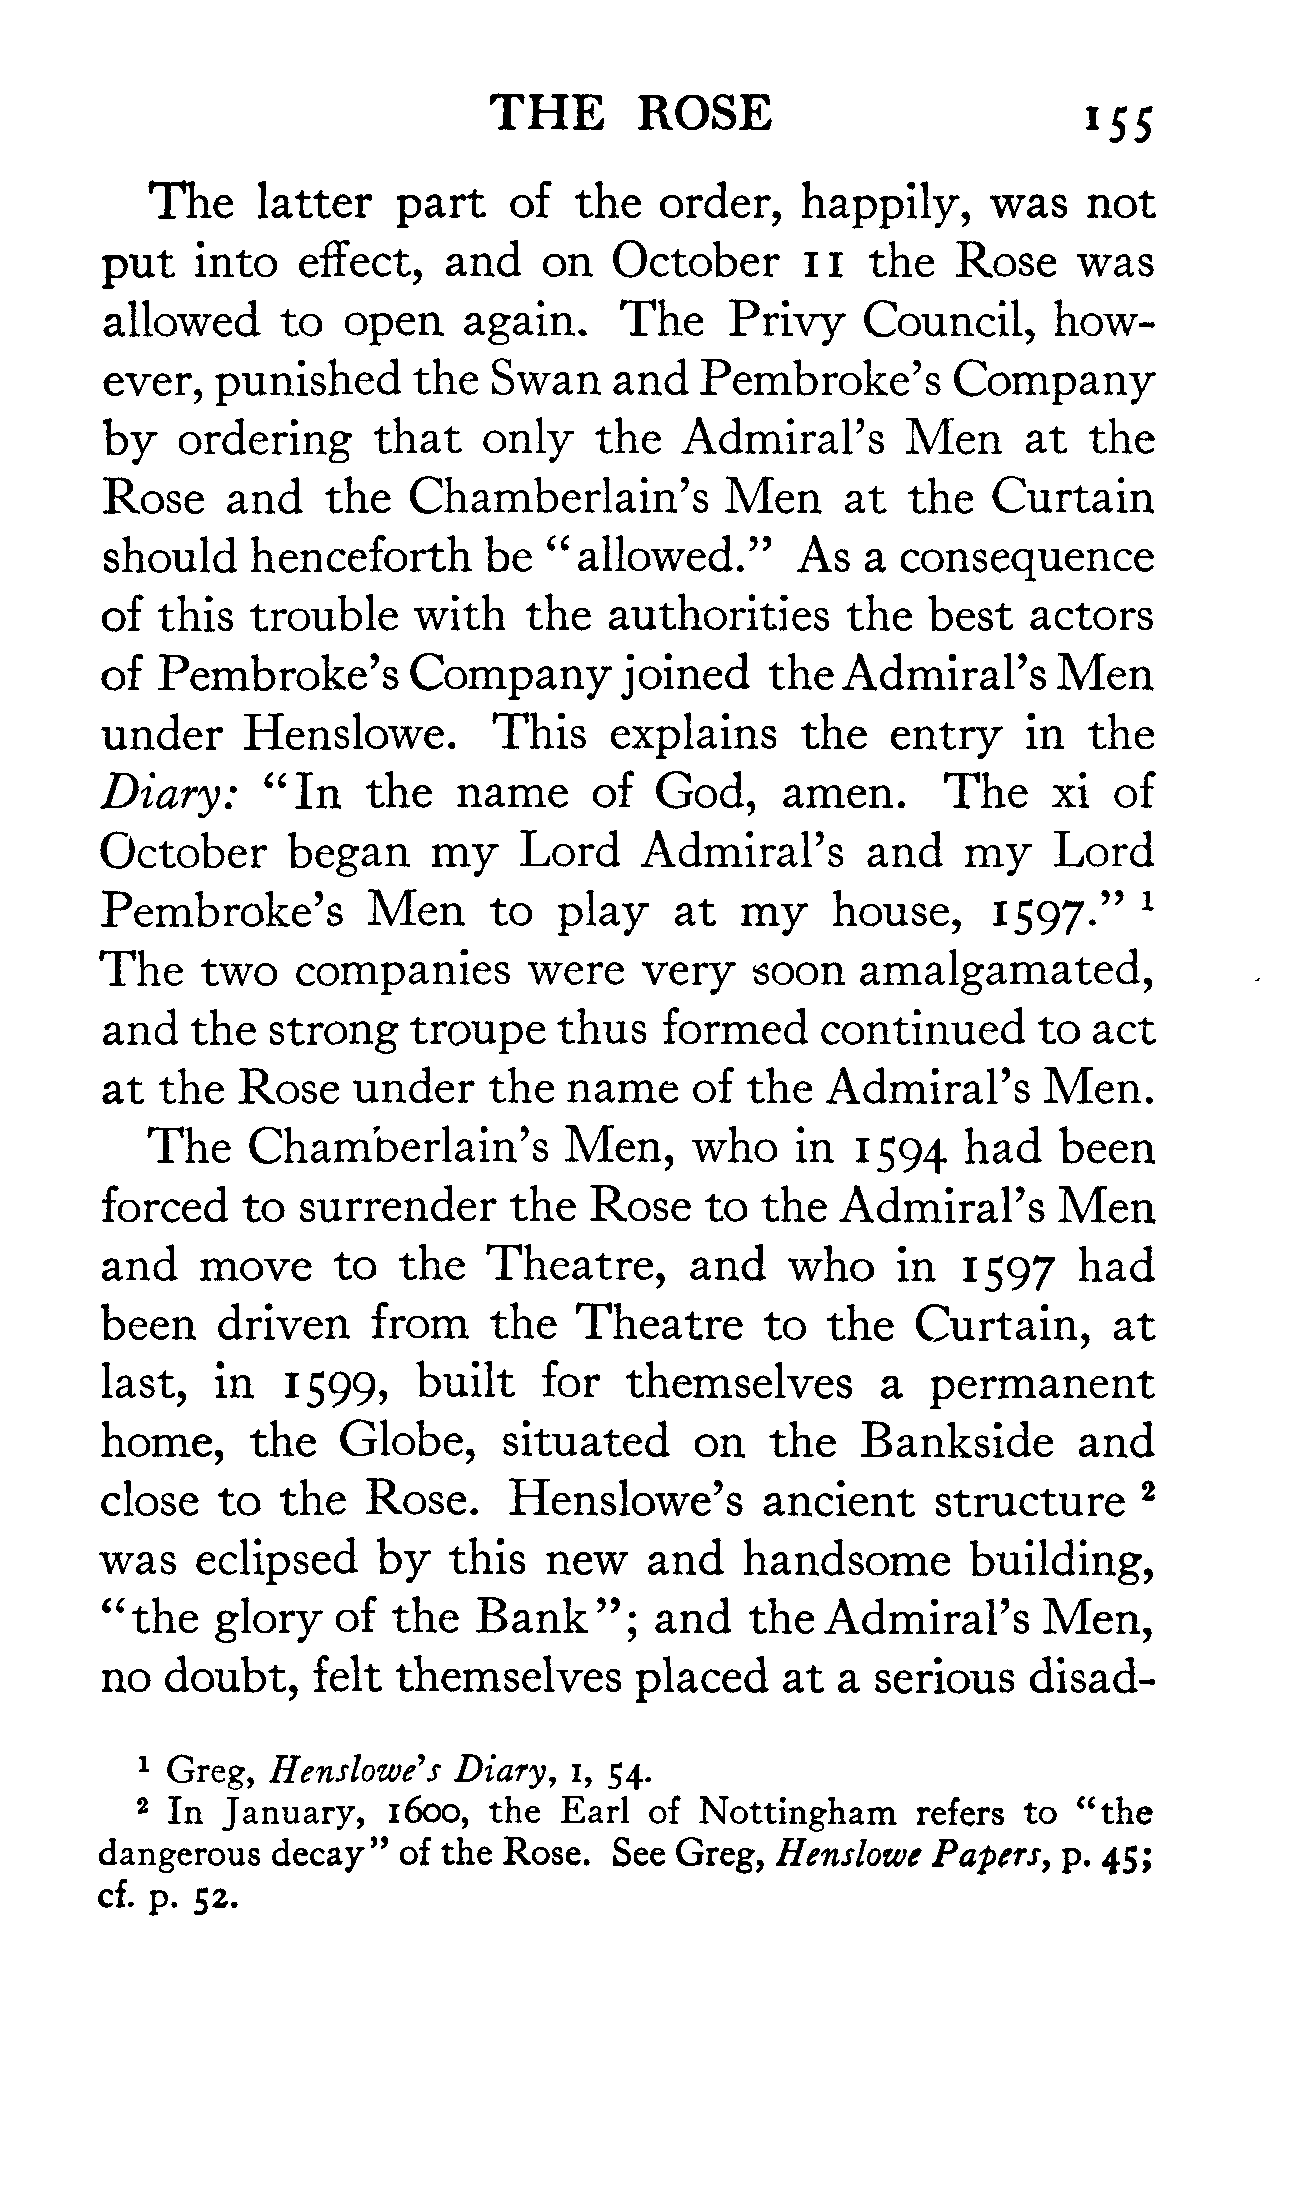 THE ROSE 155
The latter part of the order, happily, was not
put into effect, and on October 11 the Rose was
allowed to open again. The Privy Council, how-
ever, punished the Swan and Pembroke's Company
by ordering that only the Admiral's Men at the
Rose and the Chamberlain's Men at the Curtain
should henceforth be "allowed." As a consequence
of this trouble with the authorities the best actors
of Pembroke's Company joined the Admiral's Men
under Henslowe. This explains the entry in the
Diary: "In the name of God, amen. The xi of
October began my Lord Admiral's and my Lord
Pembroke's Men to play at my house, 1597." ¹
The two companies were very soon amalgamated,
and the strong troupe thus formed continued to act
at the Rose under the name of the Admiral's Men.
The Chamberlain's Men, who in 1594 had been
forced to surrender the Rose to the Admiral's Men
and move to the Theatre, and who in 1597 had
been driven from the Theatre to the Curtain, at
last, in 1599, built for themselves a permanent
home, the Globe, situated on the Bankside and
close to the Rose. Henslowe's ancient structure ²
was eclipsed by this new and handsome building,
"the glory of the Bank"; and the Admiral's Men,
no doubt, felt themselves placed at a serious disad-
¹ Greg, Henslowe's Diary, I, 54.
² In January, 1600, the Earl of Nottingham refers to "the
dangerous decay" of the Rose. See Greg, Henslowe Papers, p. 45;
cf. p. 52.